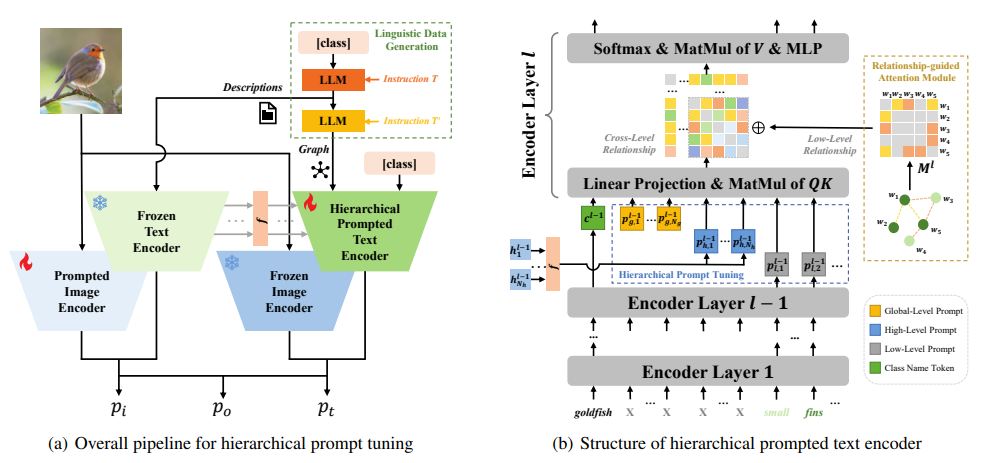 Linguistic Data
Generation
[class]
LLM
Instruction T
Descriptions
LLM
Instruction T'
Graph
[class]
Frozen
Text
Encoder
f
Hierarchical
Prompted
Text
Encoder
Prompted
Image
Encoder
Frozen
Image
Encoder
p_i
p_o
p_t
(a) Overall pipeline for hierarchical prompt tuning
Encoder Layer l
Softmax & MatMul of V & MLP
Relationship-guided
Attention Module
w_1 w_2 w_3 w_4 w_5
w_1
w_2
w_3
w_4
w_5
...
...
...
...
Cross-Level
Relationship
Low-Level
Relationship
M^l
Linear Projection & MatMul of QK
w_1
w_3
w_2
w_5
w_4
c^{l-1}
p_{g,1}^{l-1} ... p_{g,N_g}^{l-1}
p_{h,1}^{l-1} ... p_{h,N_h}^{l-1}
p_{l,1}^{l-1} p_{l,2}^{l-1} ...
h_1^{l-1}
...
h_{N_h}^{l-1}
f
Hierarchical Prompt Tuning
Encoder Layer l − 1
... ...
Encoder Layer 1
goldfish X ... X X ... X small fins ...
Global-Level Prompt
High-Level Prompt
Low-Level Prompt
Class Name Token
(b) Structure of hierarchical prompted text encoder